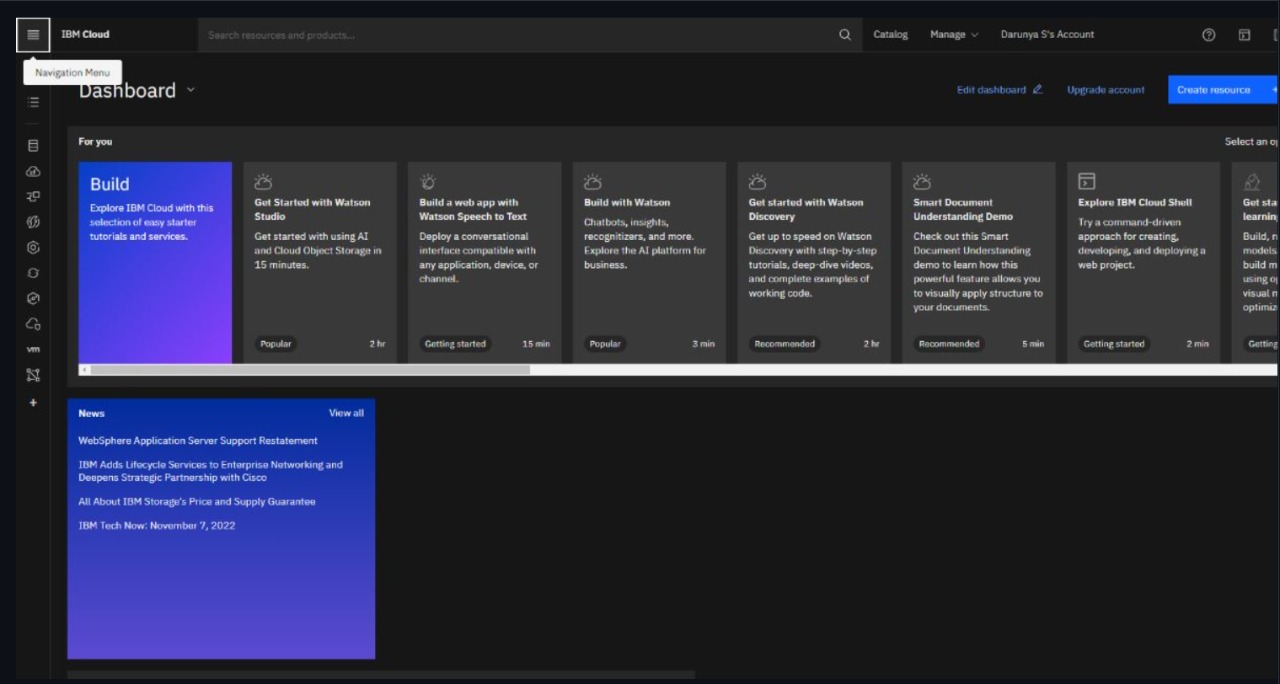 IBM Cloud
Search resources and products...
Catalog
Manage
Darunya S's Account
Navigation Menu
Dashboard
Edit dashboard
Upgrade account
Create resource
For you
Select an
Build
Explore IBM Cloud with this
selection of easy starter
tutorials and services.
Get Started with Watson
Studio
Get started with using AI
and Cloud Object Storage in
15 minutes.
Popular
2 hr
Build a web app with
Watson Speech to Text
Deploy a conversational
interface compatible with
any application, device, or
channel.
Getting started
15 min
Build with Watson
Chatbots, insights,
recognitizers, and more.
Explore the AI platform for
business.
Popular
3 min
Get started with Watson
Discovery
Get up to speed on Watson
Discovery with step-by-step
tutorials, deep-dive videos,
and complete examples of
working code.
Recommended
2 hr
Smart Document
Understanding Demo
Check out this Smart
Document Understanding
demo to learn how this
powerful feature allows you
to visually apply structure to
your documents.
Recommended
5 min
Explore IBM Cloud Shell
Try a command-driven
approach for creating,
developing, and deploying a
web project.
Getting started
2 min
Get sta
learnin
Build,
models
build m
using
visual
optimiz
Getting
vm
News
View all
WebSphere Application Server Support Restatement
IBM Adds Lifecycle Services to Enterprise Networking and
Deepens Strategic Partnership with Cisco
All About IBM Storage's Price and Supply Guarantee
IBM Tech Now: November 7, 2022